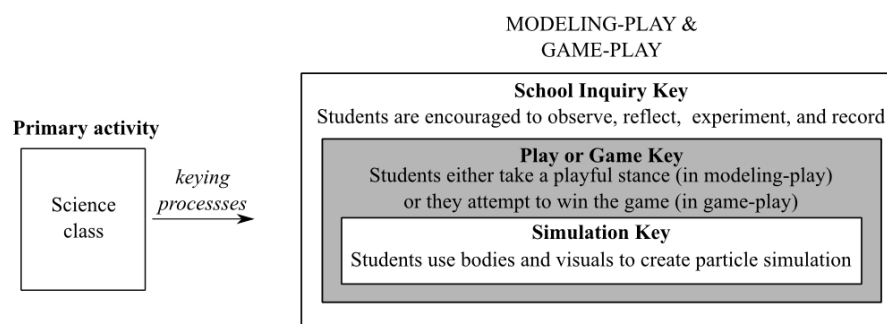 MODELING-PLAY &
GAME-PLAY
School Inquiry Key
Students are encouraged to observe, reflect, experiment, and record
Primary activity
Science
class
keying
processses
Play or Game Key
Students either take a playful stance (in modeling-play)
or they attempt to win the game (in game-play)
Simulation Key
Students use bodies and visuals to create particle simulation